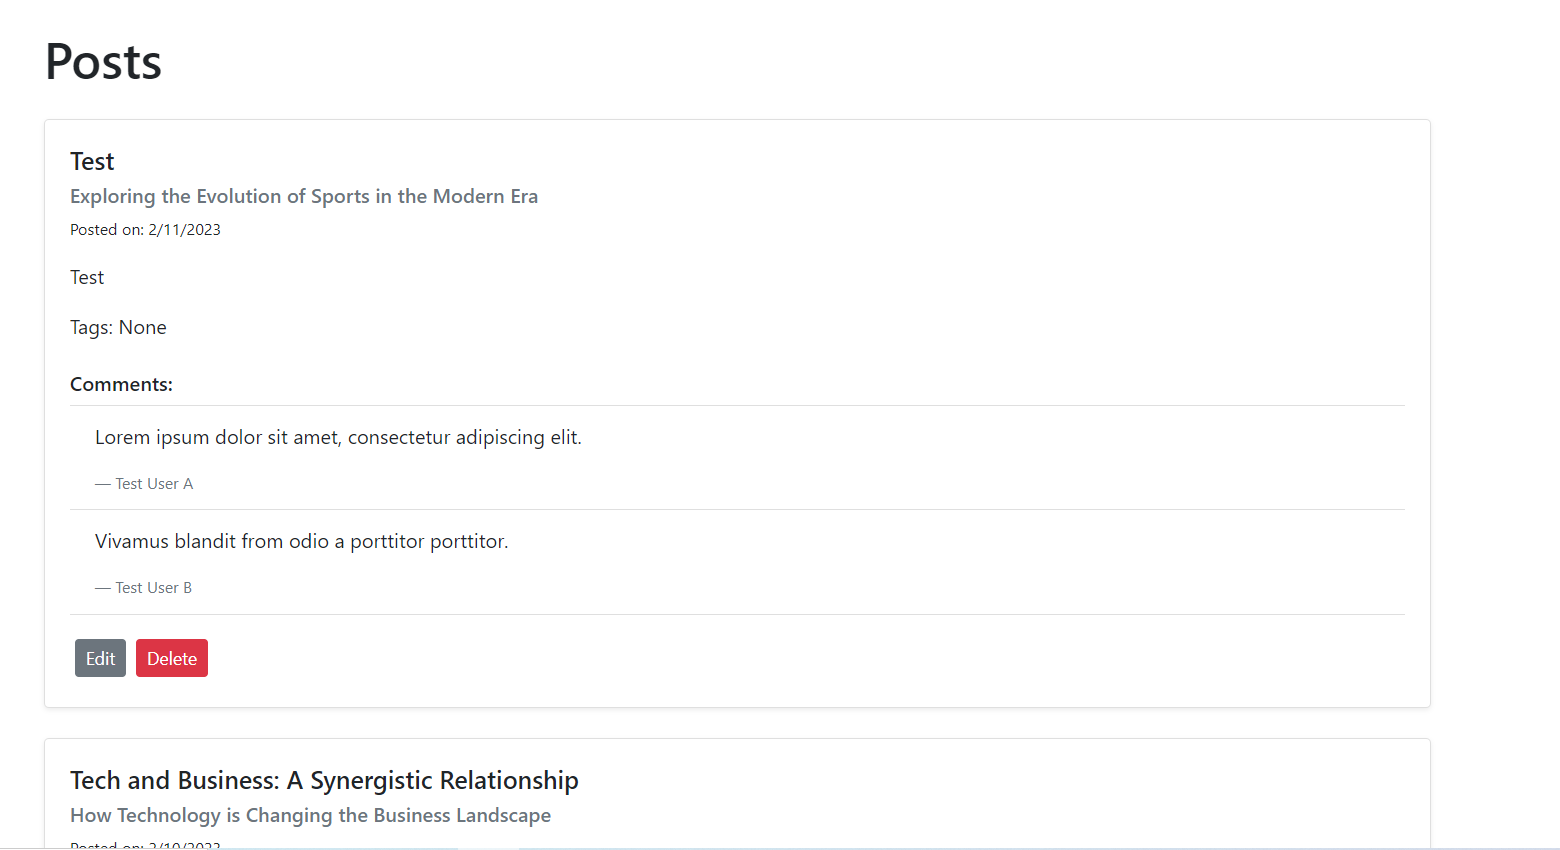 Posts
Test
Exploring the Evolution of Sports in the Modern Era
Posted on: 2/11/2023
Test
Tags: None
Comments:
Lorem ipsum dolor sit amet, consectetur adipiscing elit.
— Test User A
Vivamus blandit from odio a porttitor porttitor.
— Test User B
Edit Delete
Tech and Business: A Synergistic Relationship
How Technology is Changing the Business Landscape
Posted on: